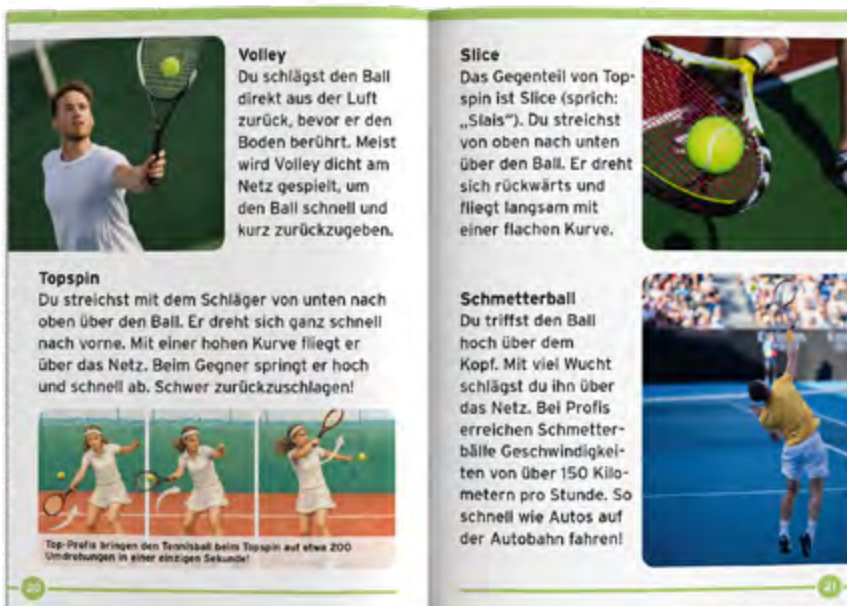 Volley
Du schlägst den Ball
direkt aus der Luft
zurück, bevor er den
Boden berührt. Meist
wird Volley dicht am
Netz gespielt, um
den Ball schnell und
kurz zurückzugeben.
Topspin
Du streichst mit dem Schläger von unten nach
oben über den Ball. Er dreht sich ganz schnell
nach vorne. Mit einer hohen Kurve fliegt er
über das Netz. Beim Gegner springt er hoch
und schnell ab. Schwer zurückzuschlagen!
Top-Profis bringen den Tennisball beim Topspin auf etwa 200
Umdrehungen in einer einzigen Sekunde!
20
Slice
Das Gegenteil von Top-
spin ist Slice (sprich:
„Slais“). Du streichst
von oben nach unten
über den Ball. Er dreht
sich rückwärts und
fliegt langsam mit
einer flachen Kurve.
Schmetterball
Du triffst den Ball
hoch über dem
Kopf. Mit viel Wucht
schlägst du ihn über
das Netz. Bei Profis
erreichen Schmetter-
bälle Geschwindigkei-
ten von über 150 Kilo-
metern pro Stunde. So
schnell wie Autos auf
der Autobahn fahren!
21